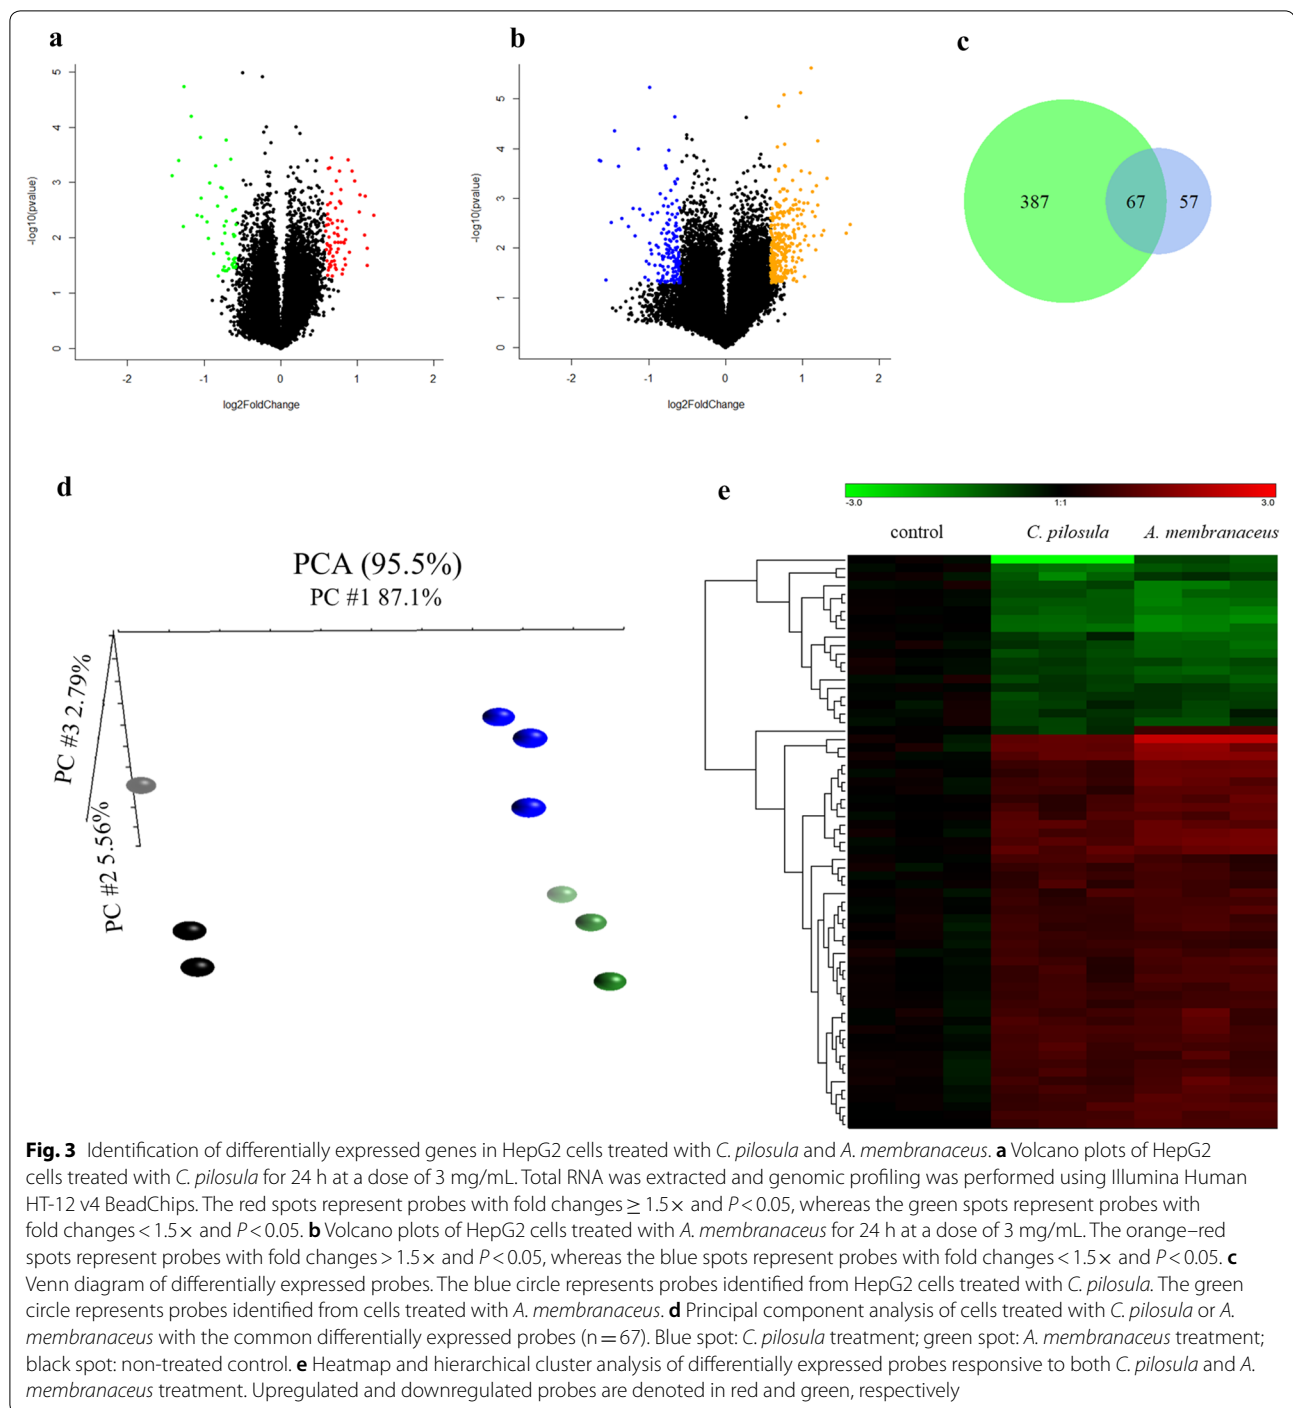 a
5
4
3
2
1
0
-log10(pvalue)
-2 -1 0 1 2
log2FoldChange
b
5
4
3
2
1
0
-log10(pvalue)
-2 -1 0 1 2
log2FoldChange
c
387 67 57
d
PCA (95.5%)
PC #1 87.1%
PC #3 2.79%
PC #2 5.56%
e
-3.0 1:1 3.0
control C. pilosula A. membranaceus
Fig. 3 Identification of differentially expressed genes in HepG2 cells treated with C. pilosula and A. membranaceus. a Volcano plots of HepG2
cells treated with C. pilosula for 24 h at a dose of 3 mg/mL. Total RNA was extracted and genomic profiling was performed using Illumina Human
HT-12 v4 BeadChips. The red spots represent probes with fold changes ≥ 1.5× and P < 0.05, whereas the green spots represent probes with
fold changes < 1.5× and P < 0.05. b Volcano plots of HepG2 cells treated with A. membranaceus for 24 h at a dose of 3 mg/mL. The orange–red
spots represent probes with fold changes > 1.5× and P < 0.05, whereas the blue spots represent probes with fold changes < 1.5× and P < 0.05. c
Venn diagram of differentially expressed probes. The blue circle represents probes identified from HepG2 cells treated with C. pilosula. The green
circle represents probes identified from cells treated with A. membranaceus. d Principal component analysis of cells treated with C. pilosula or A.
membranaceus with the common differentially expressed probes (n = 67). Blue spot: C. pilosula treatment; green spot: A. membranaceus treatment;
black spot: non-treated control. e Heatmap and hierarchical cluster analysis of differentially expressed probes responsive to both C. pilosula and A.
membranaceus treatment. Upregulated and downregulated probes are denoted in red and green, respectively